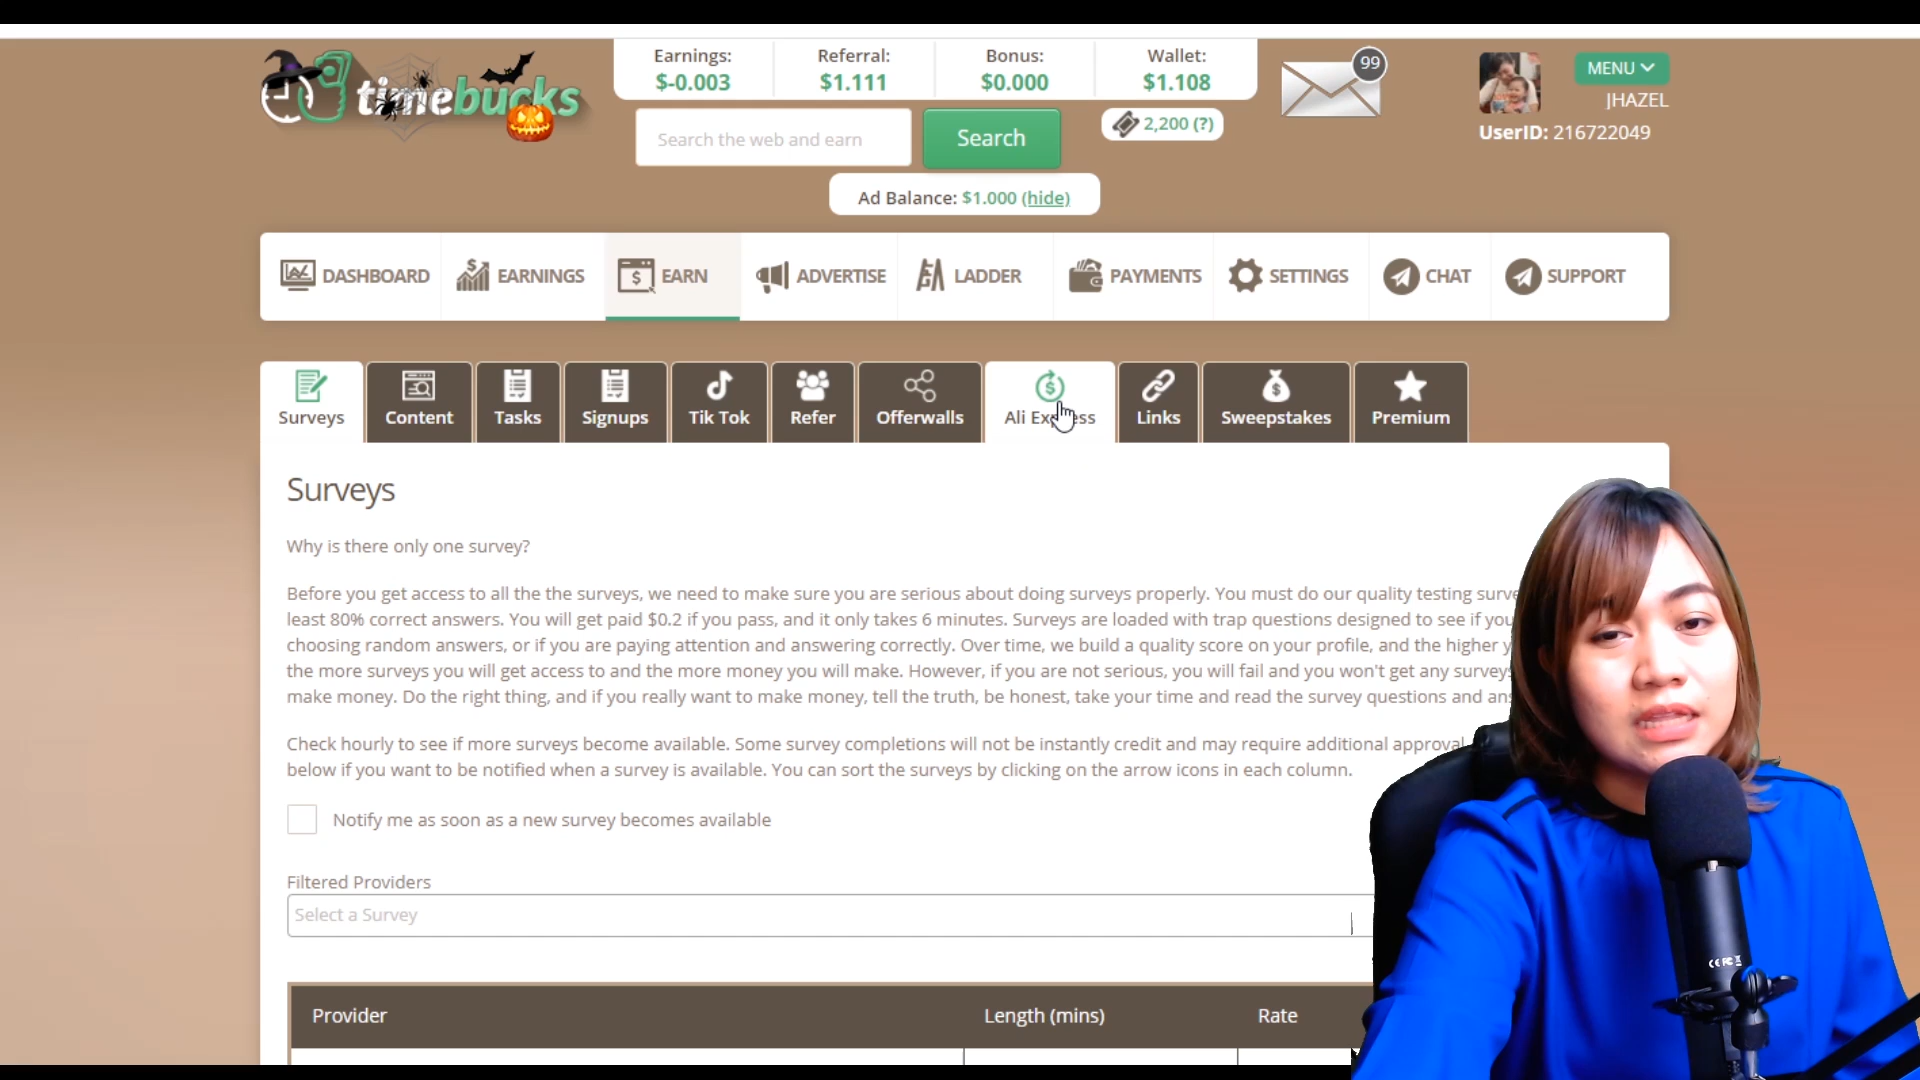 timebucks
Earnings: Referral: Bonus: Wallet:
$-0.003 $1.111 $0.000 $1.108
99
MENU
JHAZEL
UserID: 216722049
Search the web and earn
Search
2,200 (?)
Ad Balance: $1.000 (hide)
DASHBOARD EARNINGS EARN ADVERTISE LADDER PAYMENTS SETTINGS CHAT SUPPORT
Surveys Content Tasks Signups Tik Tok Refer Offerwalls Ali Express Links Sweepstakes Premium
Surveys
Why is there only one survey?
Before you get access to all the the surveys, we need to make sure you are serious about doing surveys properly. You must do our quality testing
least 80% correct answers. You will get paid $0.2 if you pass, and it only takes 6 minutes. Surveys are loaded with trap questions designed to see if you
choosing random answers, or if you are paying attention and answering correctly. Over time, we build a quality score on your profile, and the higher
the more surveys you will get access to and the more money you will make. However, if you are not serious, you will fail and you won't get any surveys
make money. Do the right thing, and if you really want to make money, tell the truth, be honest, take your time and read the survey questions and
Check hourly to see if more surveys become available. Some survey completions will not be instantly credit and may require additional approval
below if you want to be notified when a survey is available. You can sort the surveys by clicking on the arrow icons in each column.
Notify me as soon as a new survey becomes available
Filtered Providers
Select a Survey
Provider Length (mins) Rate